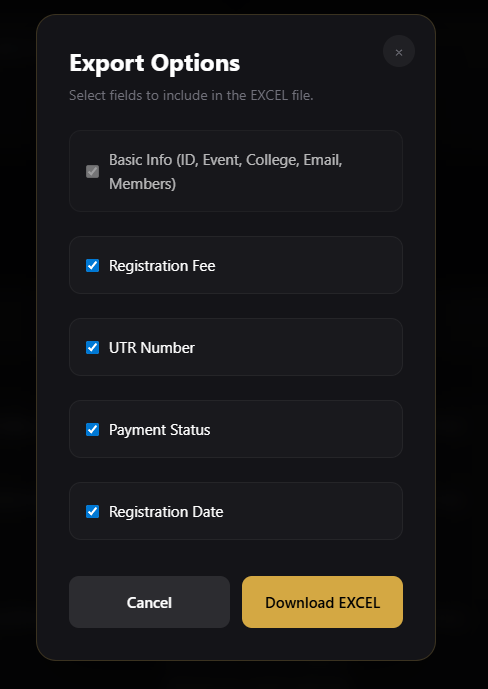 Export Options
×
Select fields to include in the EXCEL file.
Basic Info (ID, Event, College, Email,
Members)
Registration Fee
UTR Number
Payment Status
Registration Date
Cancel
Download EXCEL